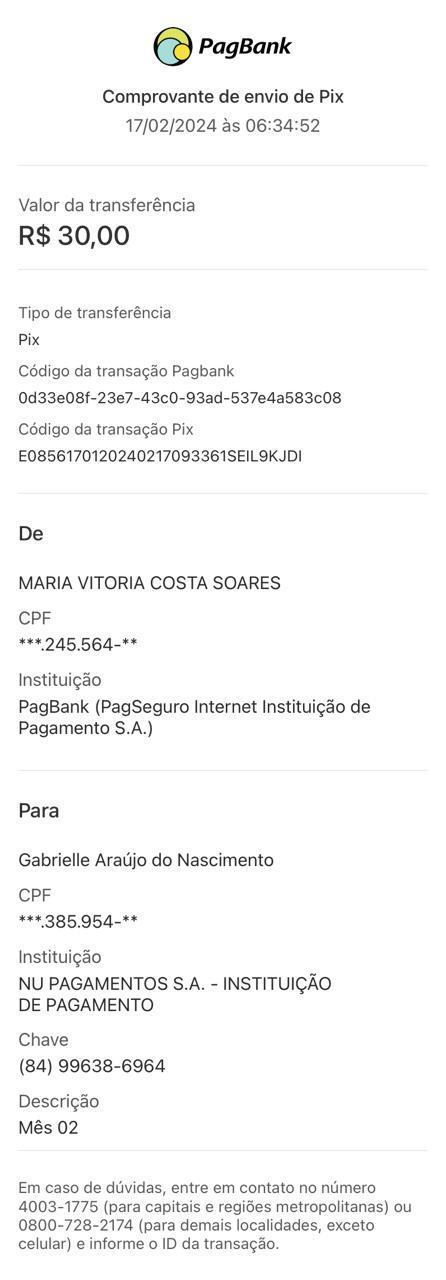 PagBank
Comprovante de envio de Pix
17/02/2024 às 06:34:52
Valor da transferência
R$ 30,00
Tipo de transferência
Pix
Código da transação Pagbank
0d33e08f-23e7-43c0-93ad-537e4a583c08
Código da transação Pix
E0856170120240217093361SEIL9KJDI
De
MARIA VITORIA COSTA SOARES
CPF
***.245.564-**
Instituição
PagBank (PagSeguro Internet Instituição de
Pagamento S.A.)
Para
Gabrielle Araújo do Nascimento
CPF
***.385.954-**
Instituição
NU PAGAMENTOS S.A. - INSTITUIÇÃO
DE PAGAMENTO
Chave
(84) 99638-6964
Descrição
Mês 02
Em caso de dúvidas, entre em contato no número
4003-1775 (para capitais e regiões metropolitanas) ou
0800-728-2174 (para demais localidades, exceto
celular) e informe o ID da transação.